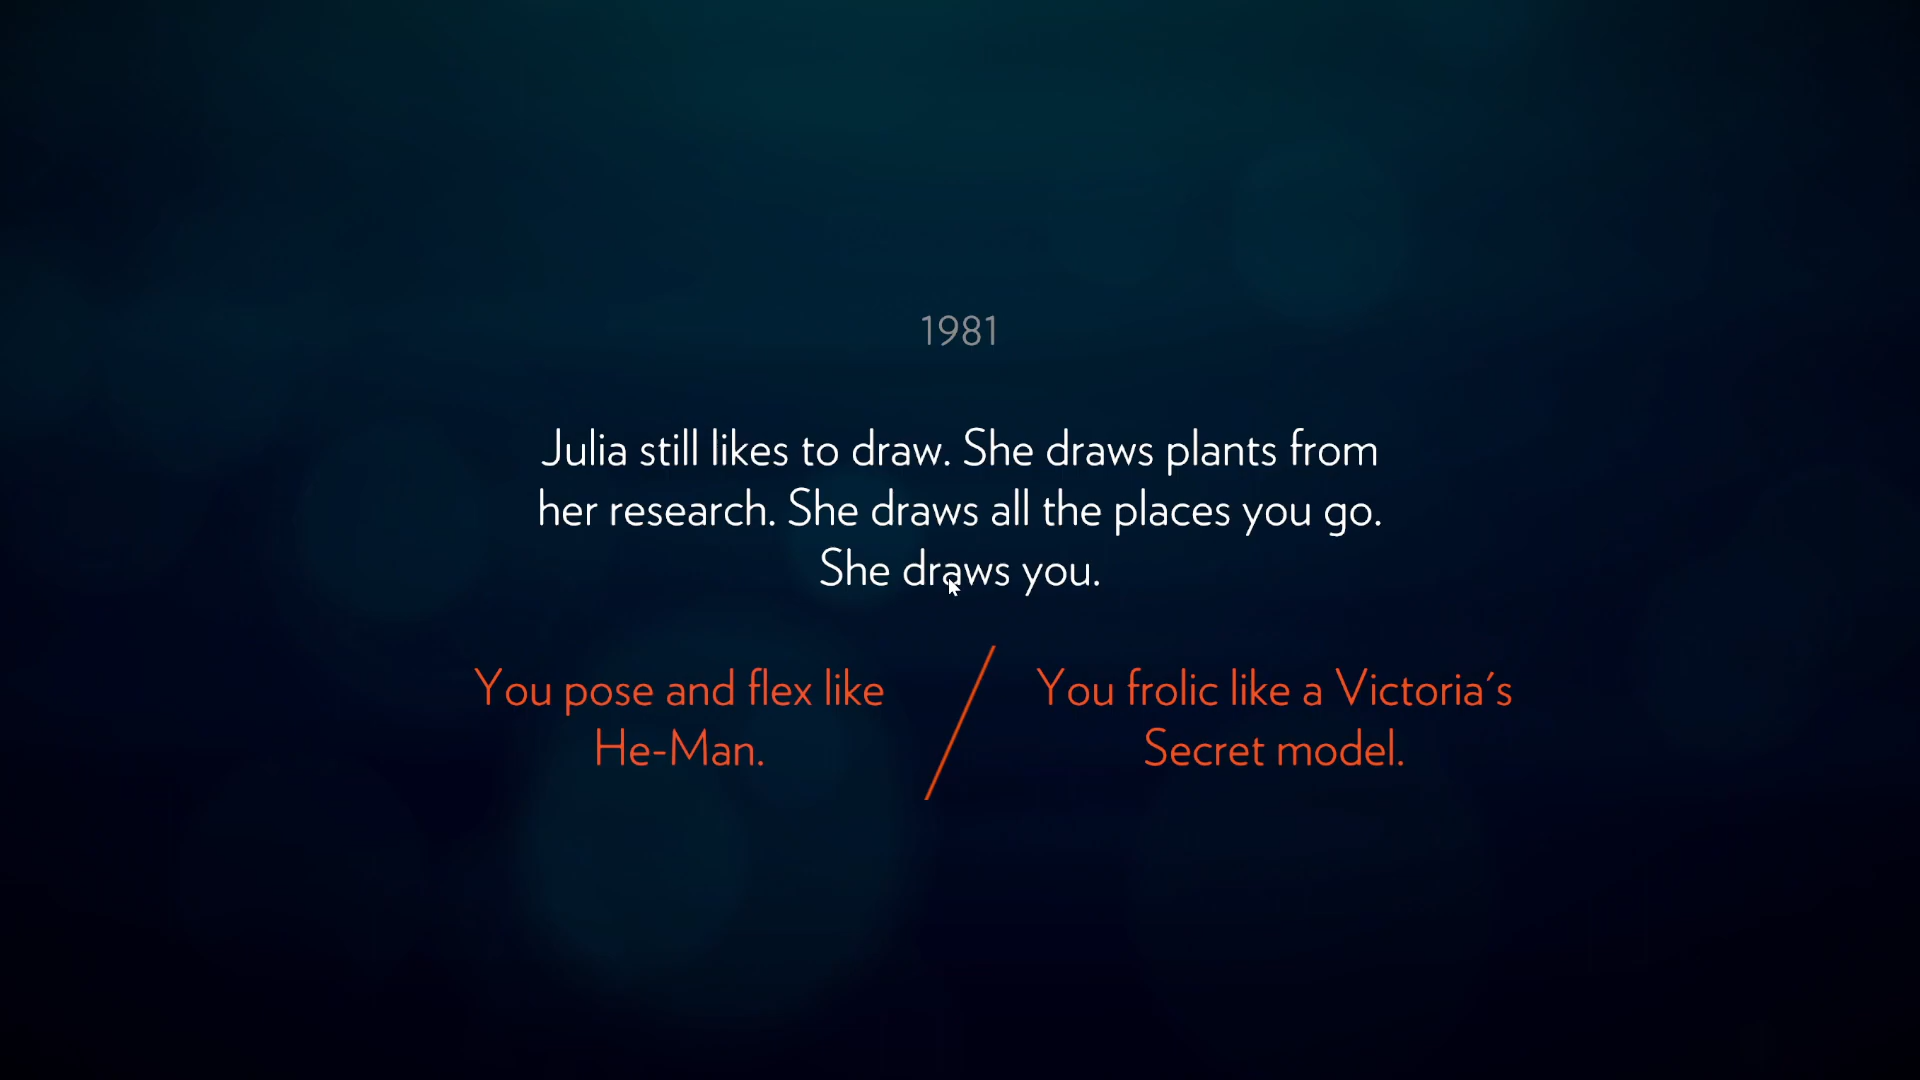 1981
Julia still likes to draw. She draws plants from
her research. She draws all the places you go.
She draws you.
You pose and flex like
He-Man.
You frolic like a Victoria's
Secret model.